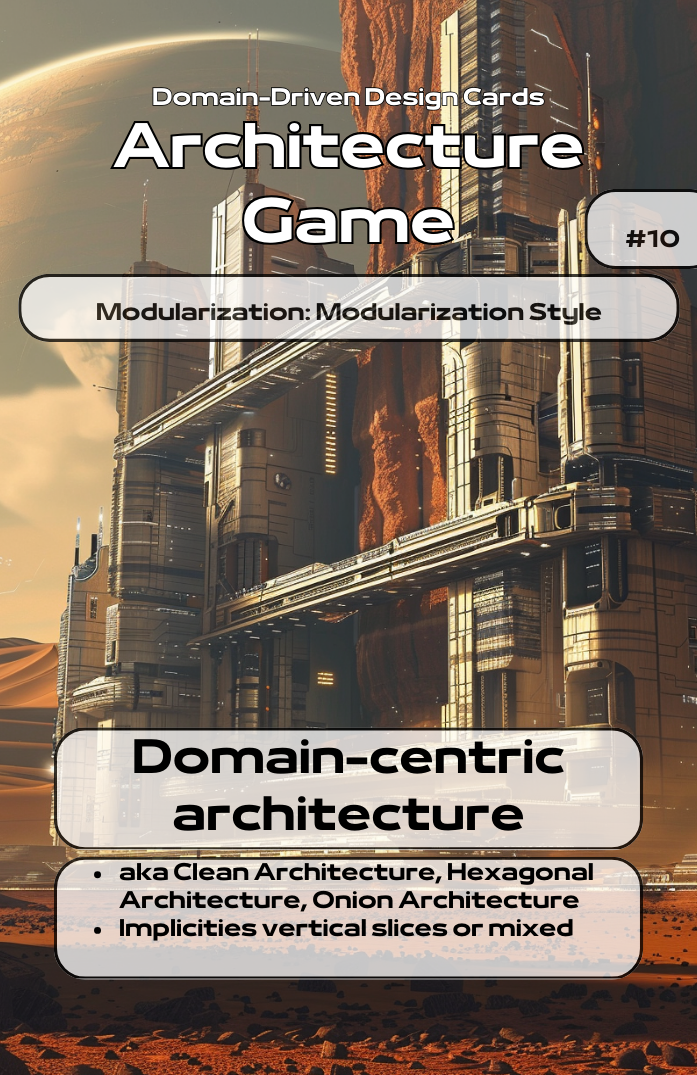 Domain-Driven Design Cards
Architecture
Game
#10
Modularization: Modularization Style
Domain-centric
architecture
• aka Clean Architecture, Hexagonal
Architecture, Onion Architecture
• Implicities vertical slices or mixed